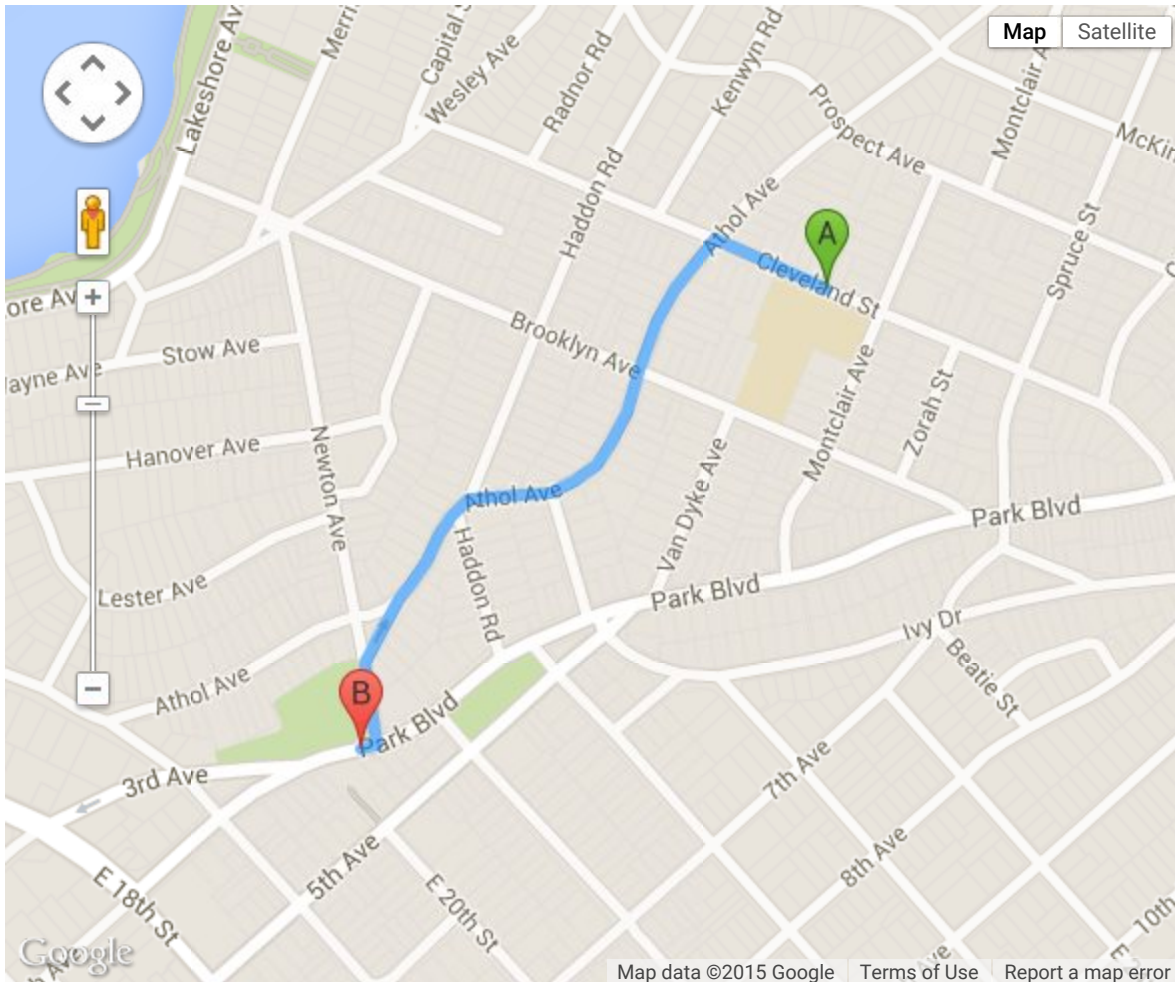 Map
Satellite
Lakeshore Av
Merri
Capital S
Wesley Ave
Radnor Rd
Kenwyn Rd
Prospect Ave
Montclair A
McKin
Haddon Rd
Athol Ave
A
Cleveland St
Spruce St
ore Av
Stow Ave
Brooklyn Ave
ayne Ave
Hanover Ave
Newton Ave
Montclair Ave
Zorah St
Athol Ave
Van Dyke Ave
Park Blvd
Haddon Rd
Lester Ave
Park Blvd
Ivy Dr
Beatie St
Athol Ave
B
Park Blvd
3rd Ave
7th Ave
5th Ave
8th Ave
E 18th St
E 20th St
10th
Google
h Av
Ave
Map data ©2015 Google
Terms of Use
Report a map error